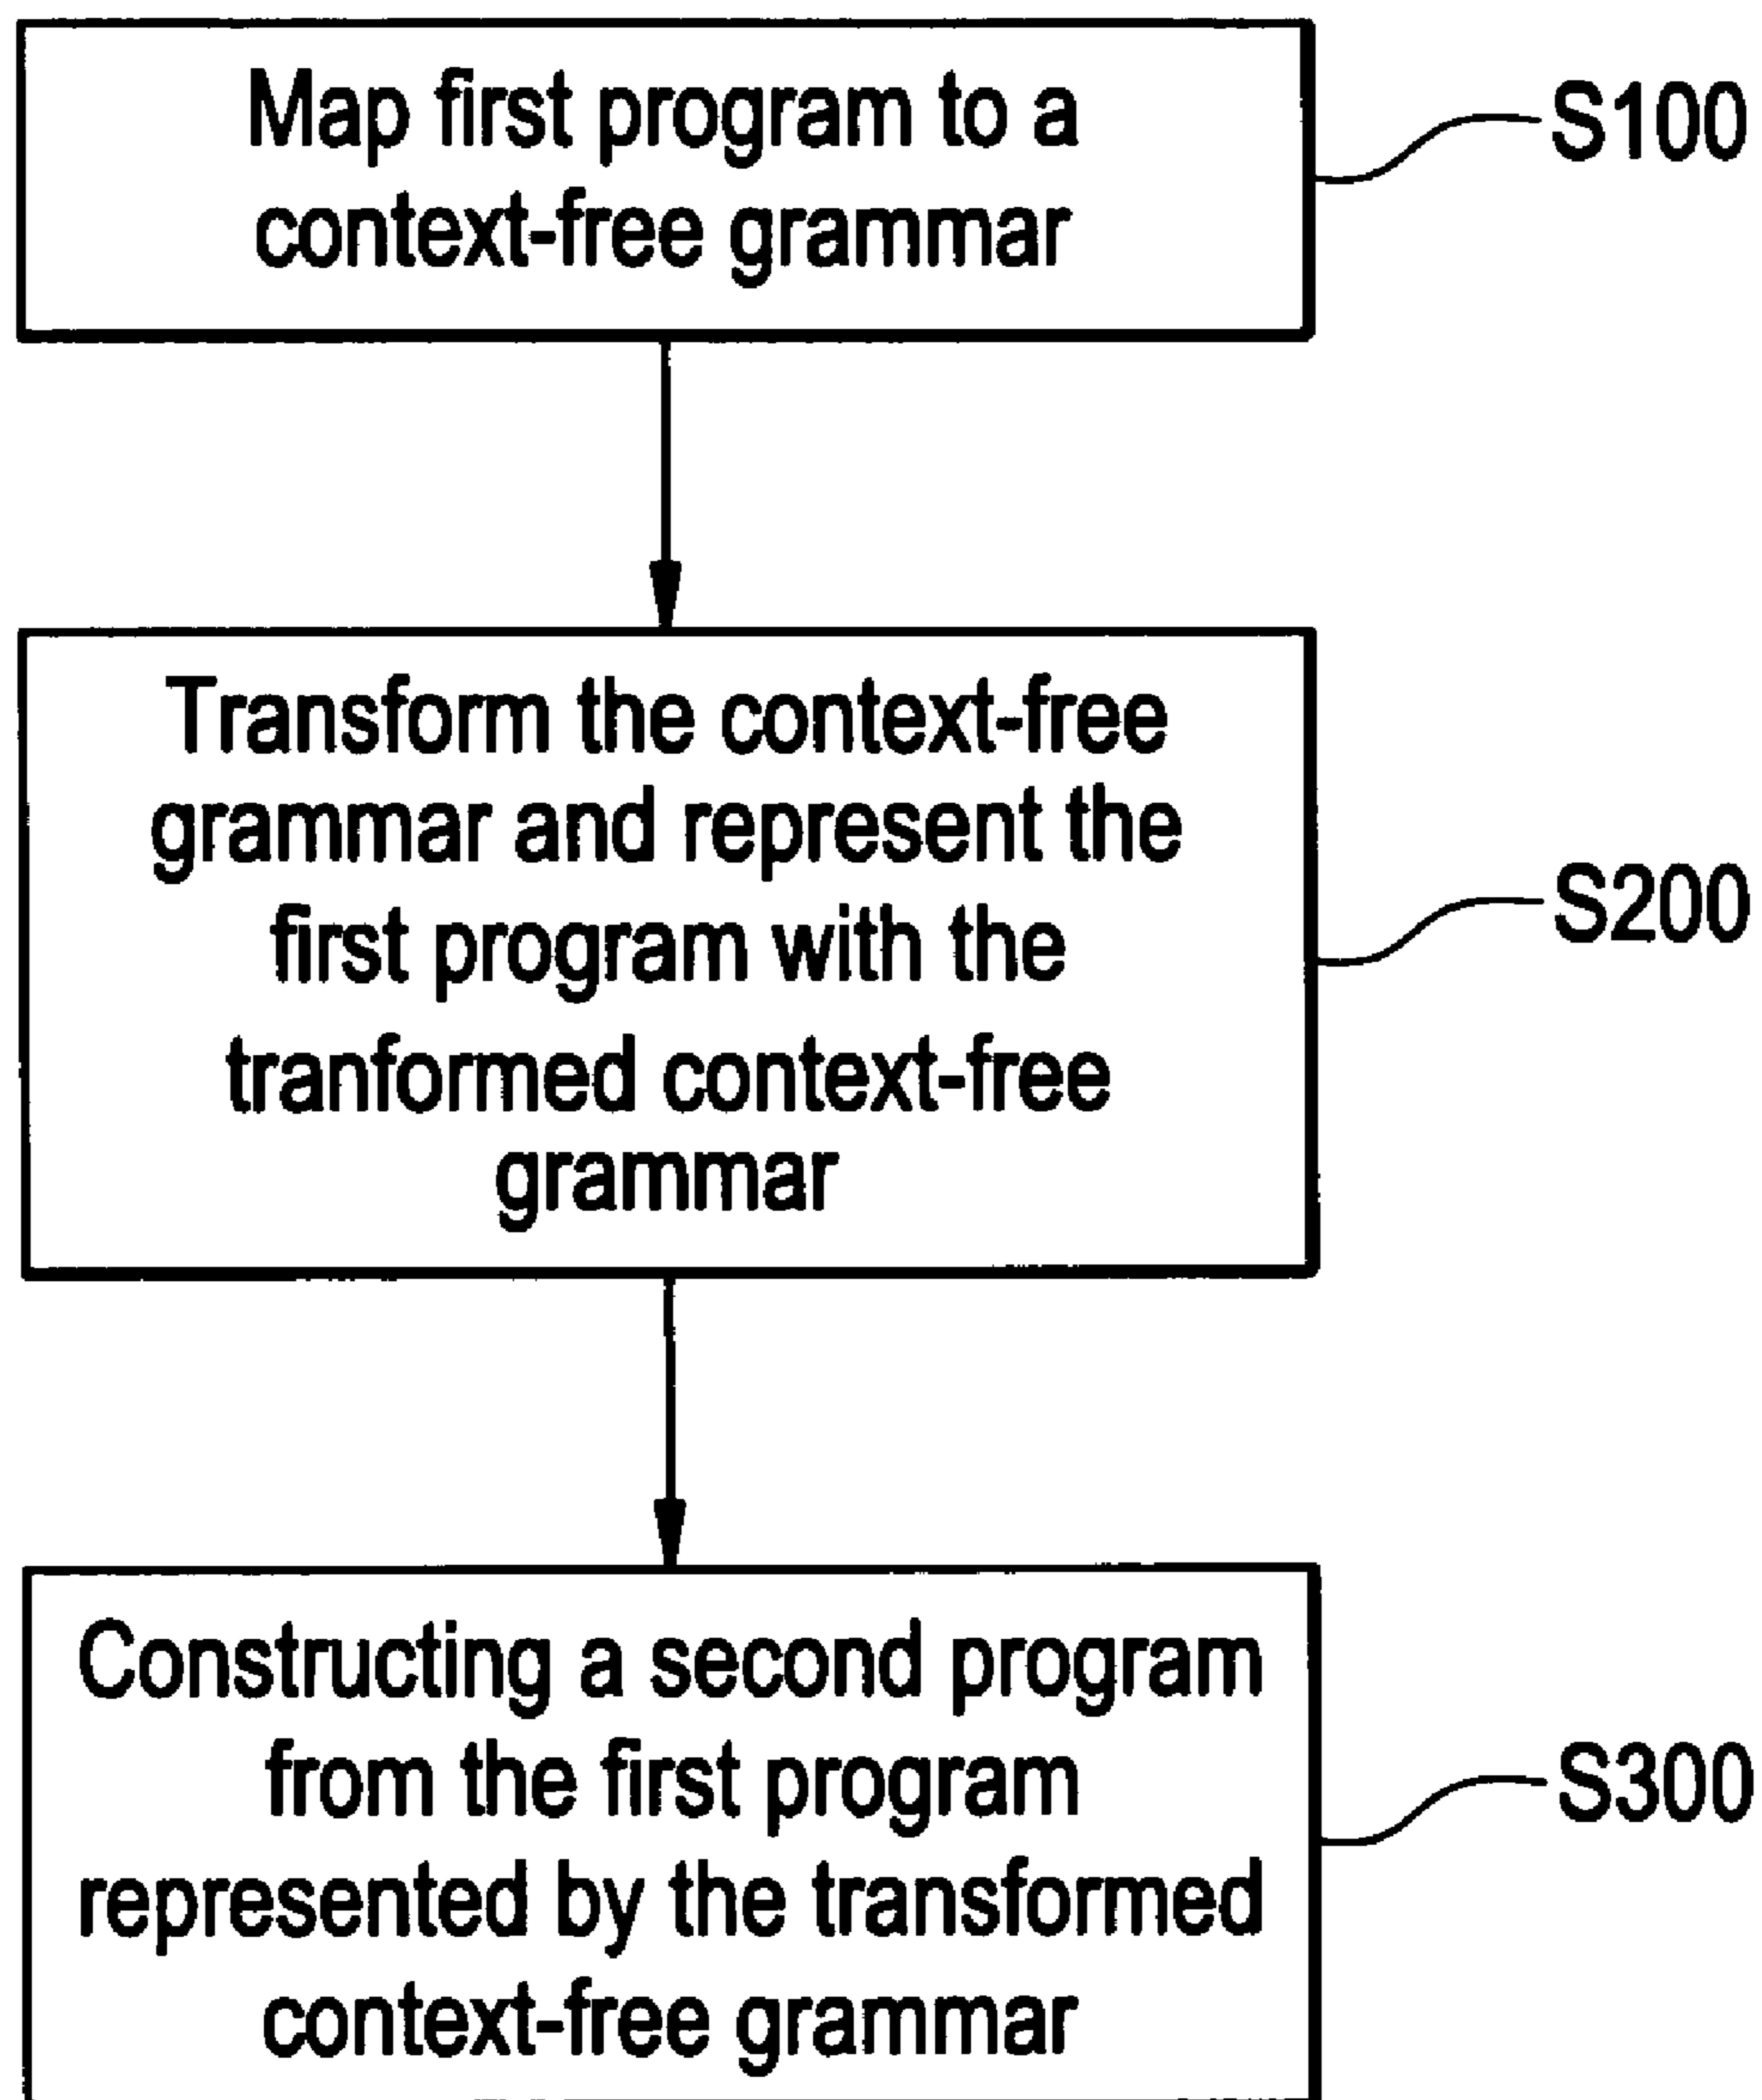 Map first program to a
context-free grammar
S100
Transform the context-free
grammar and represent the
first program with the
tranformed context-free
grammar
S200
Constructing a second program
from the first program
represented by the transformed
context-free grammar
S300